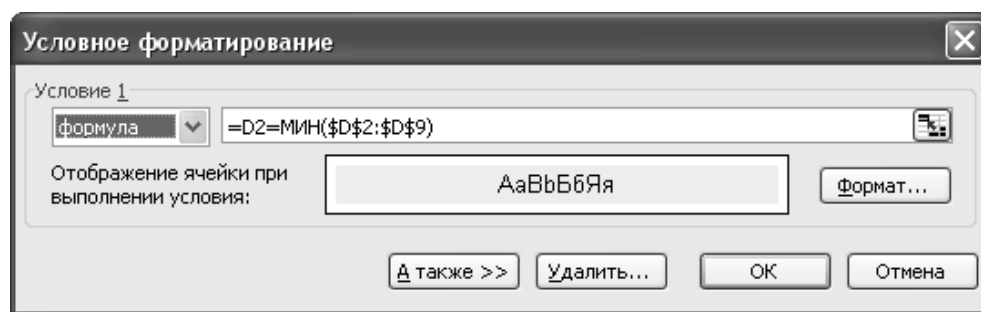 Условное форматирование
Условие 1
формула =D2=МИН($D$2:$D$9)
Отображение ячейки при
выполнении условия:
АаВbБбЯя
Формат...
А также >> Удалить... ОК Отмена